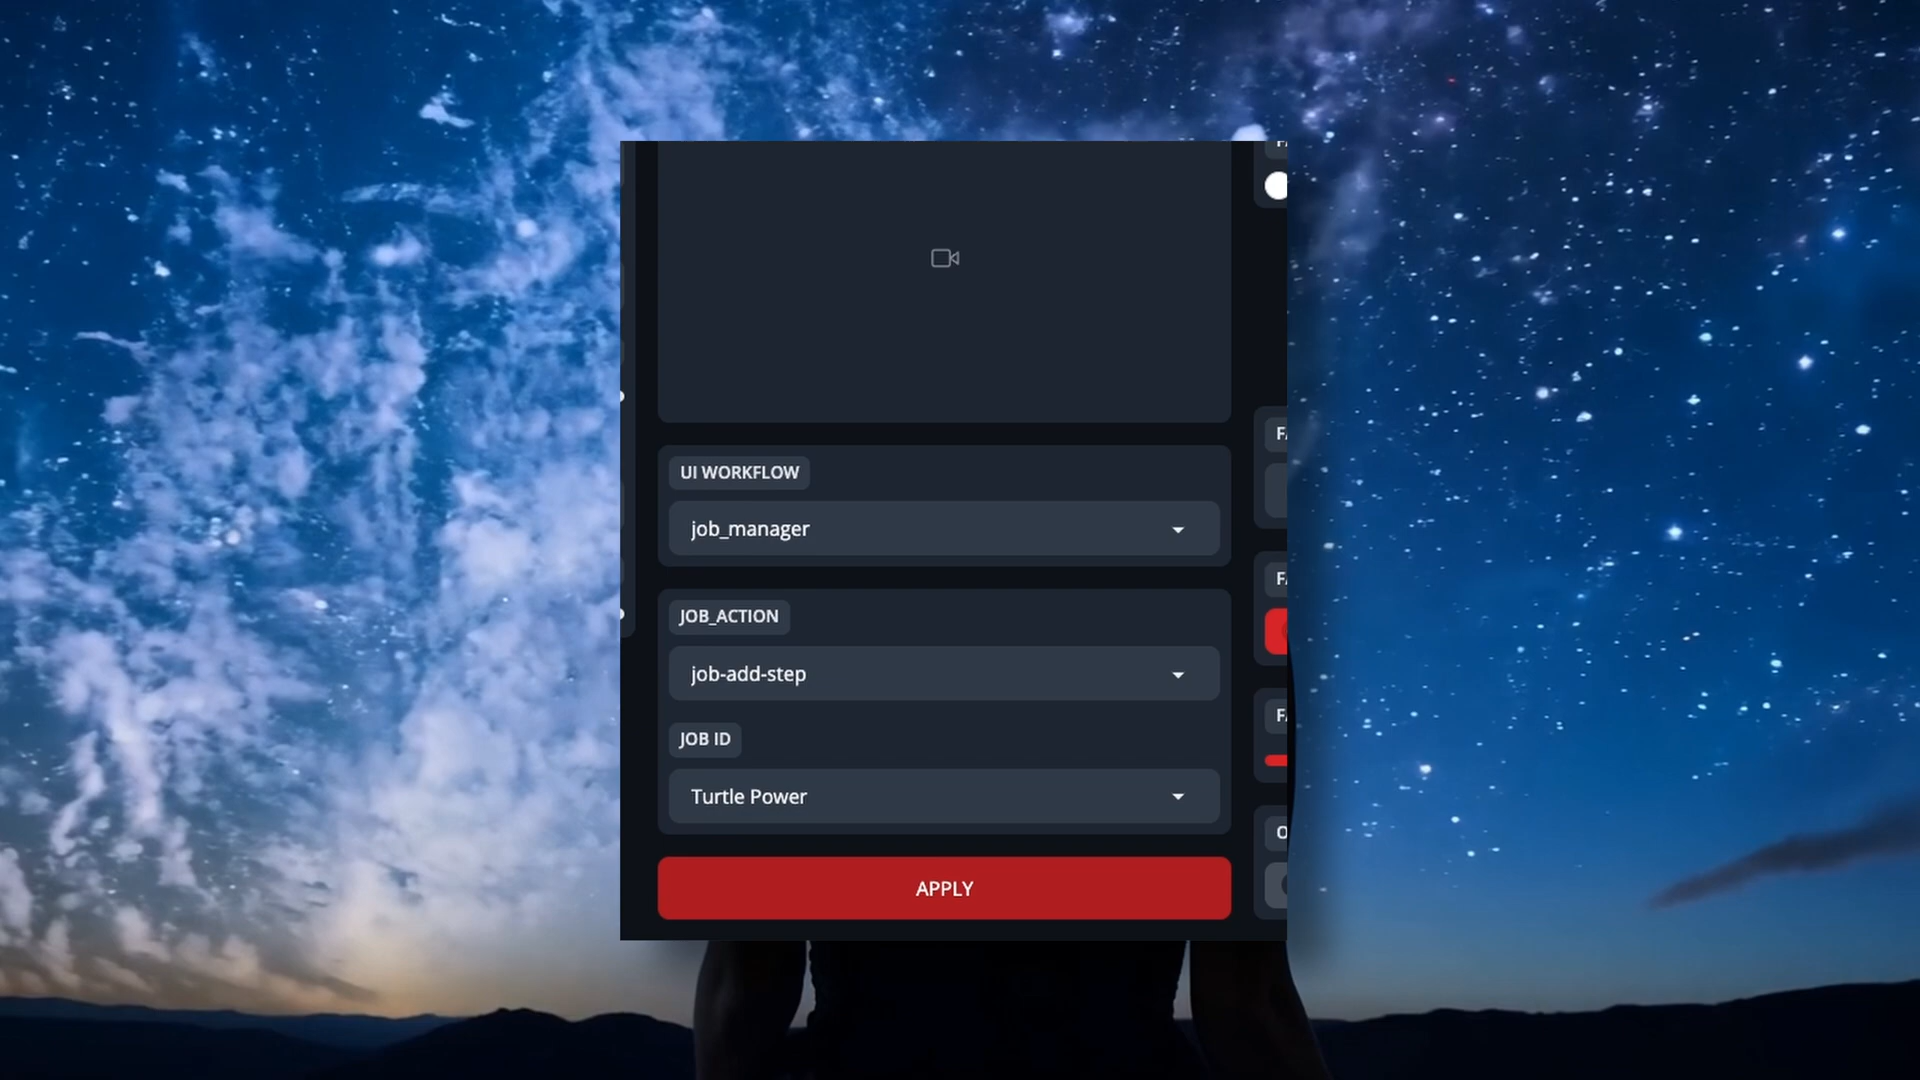 UI WORKFLOW
job_manager
JOB_ACTION
job-add-step
JOB ID
Turtle Power
APPLY